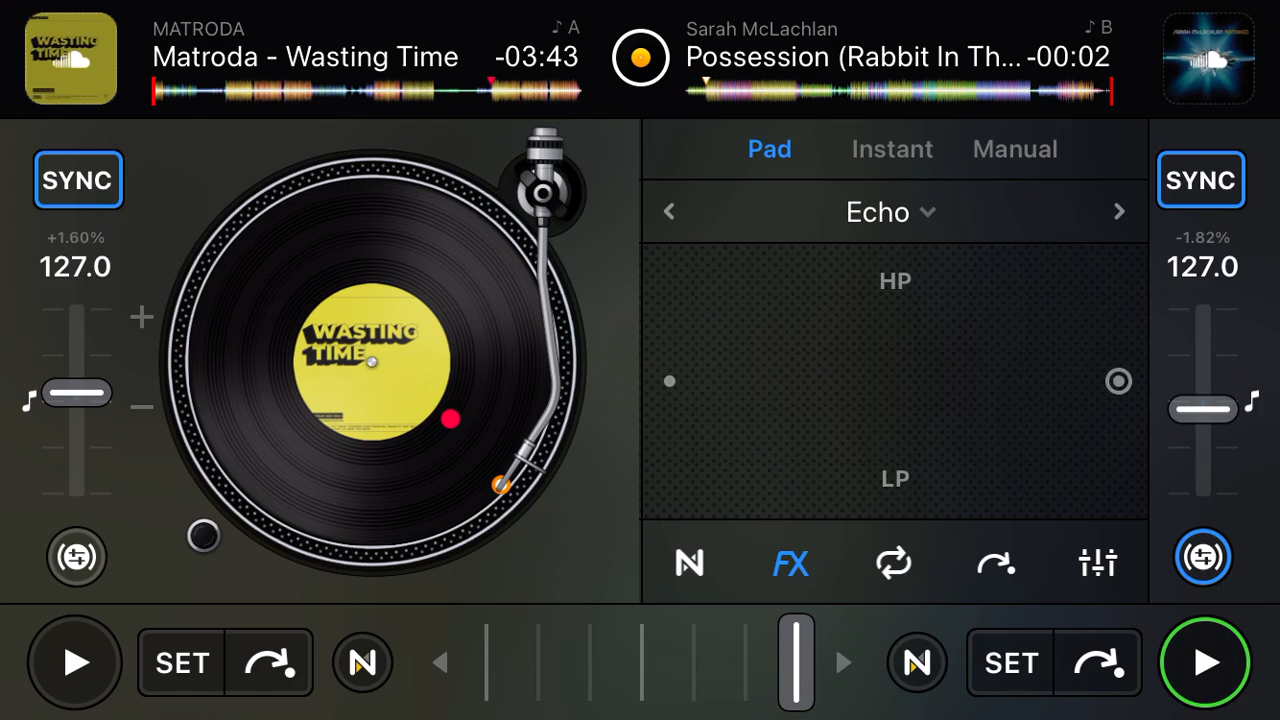 WASTING
TIME
MATRODA
♪ A
Matroda - Wasting Time
-03:43
Sarah McLachlan
♪ B
Possession (Rabbit In Th...
-00:02
SYNC
+1.60%
127.0
WASTING
TIME
Pad
Instant
Manual
Echo
HP
LP
FX
SYNC
-1.82%
127.0
SET
SET